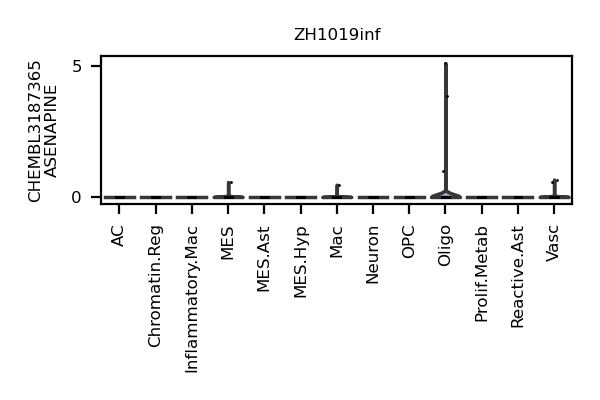 ZH1019inf
CHEMBL3187365
ASENAPINE
5
0
AC
Chromatin.Reg
Inflammatory.Mac
MES
MES.Ast
MES.Hyp
Mac
Neuron
OPC
Oligo
Prolif.Metab
Reactive.Ast
Vasc